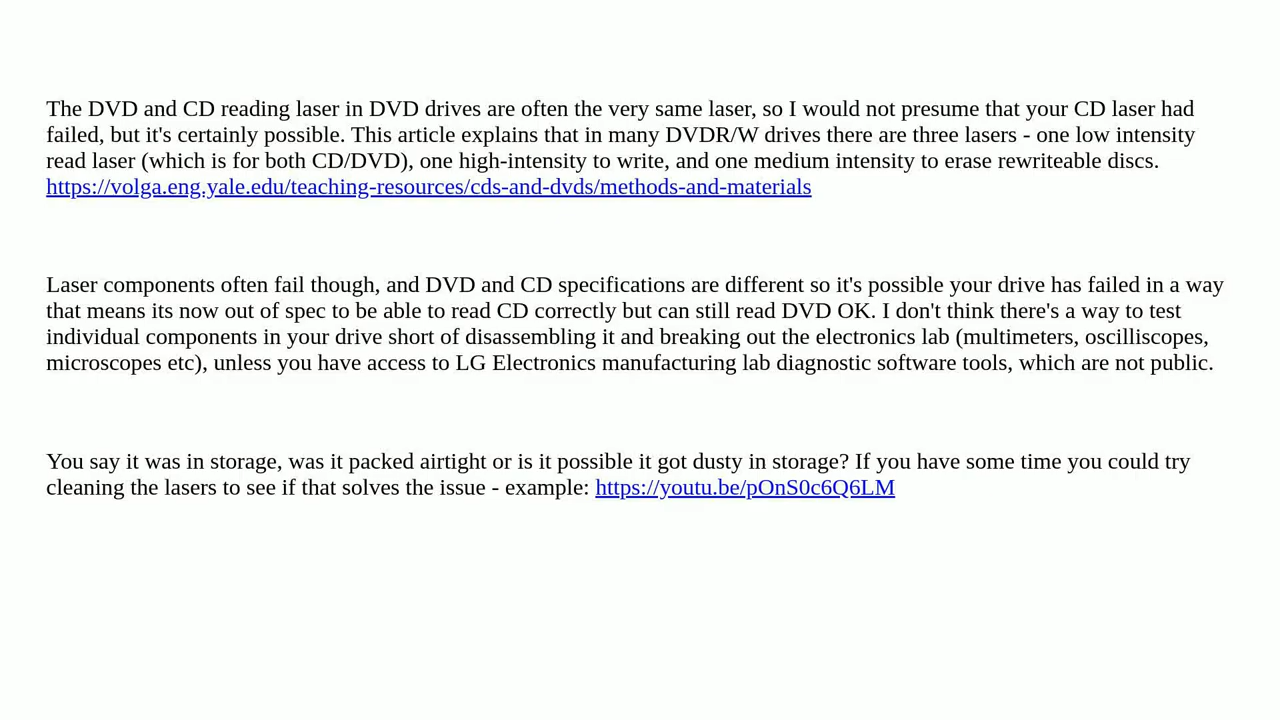 The DVD and CD reading laser in DVD drives are often the very same laser, so I would not presume that your CD laser had
failed, but it's certainly possible. This article explains that in many DVDR/W drives there are three lasers - one low intensity
read laser (which is for both CD/DVD), one high-intensity to write, and one medium intensity to erase rewriteable discs.
https://volga.eng.yale.edu/teaching-resources/cds-and-dvds/methods-and-materials
Laser components often fail though, and DVD and CD specifications are different so it's possible your drive has failed in a way
that means its now out of spec to be able to read CD correctly but can still read DVD OK. I don't think there's a way to test
individual components in your drive short of disassembling it and breaking out the electronics lab (multimeters, oscilliscopes,
microscopes etc), unless you have access to LG Electronics manufacturing lab diagnostic software tools, which are not public.
You say it was in storage, was it packed airtight or is it possible it got dusty in storage? If you have some time you could try
cleaning the lasers to see if that solves the issue - example: https://youtu.be/pOnS0c6Q6LM